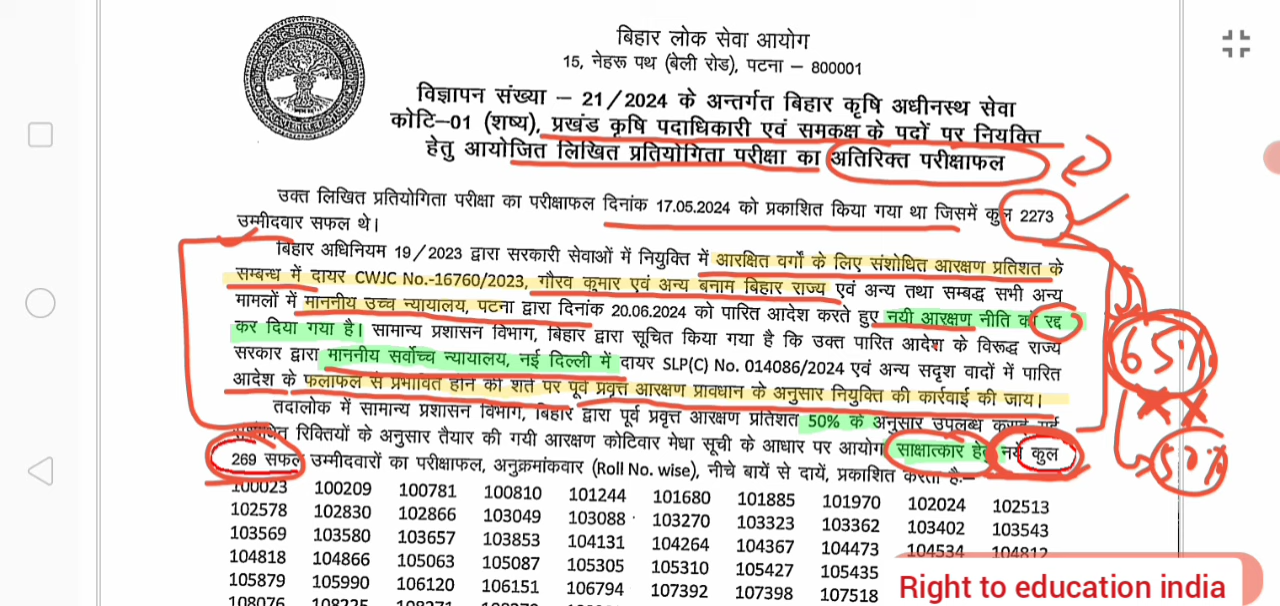 बिहार लोक सेवा आयोग
15, नेहरू पथ (बेली रोड), पटना – 800001
विज्ञापन संख्या – 21/2024 के अन्तर्गत बिहार कृषि अधीनस्थ सेवा
कोटि–01 (शष्य), प्रखंड कृषि पदाधिकारी एवं समकक्ष के पदों पर नियुक्ति
हेतु आयोजित लिखित प्रतियोगिता परीक्षा का अतिरिक्त परीक्षाफल
उक्त लिखित प्रतियोगिता परीक्षा का परीक्षाफल दिनांक 17.05.2024 को प्रकाशित किया गया था जिसमें कुल 2273
उम्मीदवार सफल थे।
बिहार अधिनियम 19/2023 द्वारा सरकारी सेवाओं में नियुक्ति में आरक्षित वर्गों के लिए संशोधित आरक्षण प्रतिशत के
सम्बन्ध में दायर CWJC No.-16760/2023, गौरव कुमार एवं अन्य बनाम बिहार राज्य एवं अन्य तथा सम्बद्ध सभी अन्य
मामलों में माननीय उच्च न्यायालय, पटना द्वारा दिनांक 20.06.2024 को पारित आदेश करते हुए नयी आरक्षण नीति को रद्द
कर दिया गया है। सामान्य प्रशासन विभाग, बिहार द्वारा सूचित किया गया है कि उक्त पारित आदेश के विरूद्ध राज्य
सरकार द्वारा माननीय सर्वोच्च न्यायालय, नई दिल्ली में दायर SLP(C) No. 014086/2024 एवं अन्य सदृश वादों में पारित
आदेश के फलाफल से प्रभावित होने की शर्त पर पूर्व प्रवृत्त आरक्षण प्रावधान के अनुसार नियुक्ति की कार्रवाई की जाय।
65%
तदालोक में सामान्य प्रशासन विभाग, बिहार द्वारा पूर्व प्रवृत्त आरक्षण प्रतिशत 50% के अनुसार उपलब्ध
रिक्तियों के अनुसार तैयार की गयी आरक्षण कोटिवार मेधा सूची के आधार पर आयोग साक्षात्कार हेतु नये कुल
50%
269 सफल उम्मीदवारों का परीक्षाफल, अनुक्रमांकवार (Roll No. wise), नीचे बायें से दायें, प्रकाशित करता है:–
100023 100209 100781 100810 101244 101680 101885 101970 102024 102513
102578 102830 102866 103049 103088 103270 103323 103362 103402 103543
103569 103580 103657 103853 104131 104264 104367 104473 104534 104812
104818 104866 105063 105087 105305 105310 105427 105435
105879 105990 106120 106151 106794 107392 107398 107518
108076
Right to education india